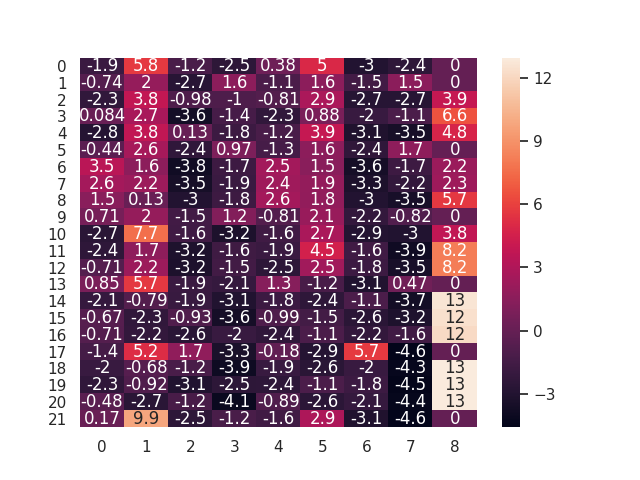 0 -1.9 5.8 -1.2 -2.5 0.38 5 -3 -2.4 0
1 -0.74 2 -2.7 1.6 -1.1 1.6 -1.5 1.5 0
2 -2.3 3.8 -0.98 -1 -0.81 2.9 -2.7 -2.7 3.9
3 0.084 2.7 -3.6 -1.4 -2.3 0.88 -2 -1.1 6.6
4 -2.8 3.8 0.13 -1.8 -1.2 3.9 -3.1 -3.5 4.8
5 -0.44 2.6 -2.4 0.97 -1.3 1.6 -2.4 1.7 0
6 3.5 1.6 -3.8 -1.7 2.5 1.5 -3.6 -1.7 2.2
7 2.6 2.2 -3.5 -1.9 2.4 1.9 -3.3 -2.2 2.3
8 1.5 0.13 -3 -1.8 2.6 1.8 -3 -3.5 5.7
9 0.71 2 -1.5 1.2 -0.81 2.1 -2.2 -0.82 0
10 -2.7 7.7 -1.6 -3.2 -1.6 2.7 -2.9 -3 3.8
11 -2.4 1.7 -3.2 -1.6 -1.9 4.5 -1.6 -3.9 8.2
12 -0.71 2.2 -3.2 -1.5 -2.5 2.5 -1.8 -3.5 8.2
13 0.85 5.7 -1.9 -2.1 1.3 -1.2 -3.1 0.47 0
14 -2.1 -0.79 -1.9 -3.1 -1.8 -2.4 -1.1 -3.7 13
15 -0.67 -2.3 -0.93 -3.6 -0.99 -1.5 -2.6 -3.2 12
16 -0.71 -2.2 -2.6 -2 -2.4 -1.1 -2.2 -1.6 12
17 -1.4 5.2 1.7 -3.3 -0.18 -2.9 5.7 -4.6 0
18 -2 -0.68 -1.2 -3.9 -1.9 -2.6 -2 -4.3 13
19 -2.3 -0.92 -3.1 -2.5 -2.4 -1.1 -1.8 -4.5 13
20 -0.48 -2.7 -1.2 -4.1 -0.89 -2.6 -2.1 -4.4 13
21 0.17 9.9 -2.5 -1.2 -1.6 2.9 -3.1 -4.6 0
0 1 2 3 4 5 6 7 8
12
9
6
3
0
−3